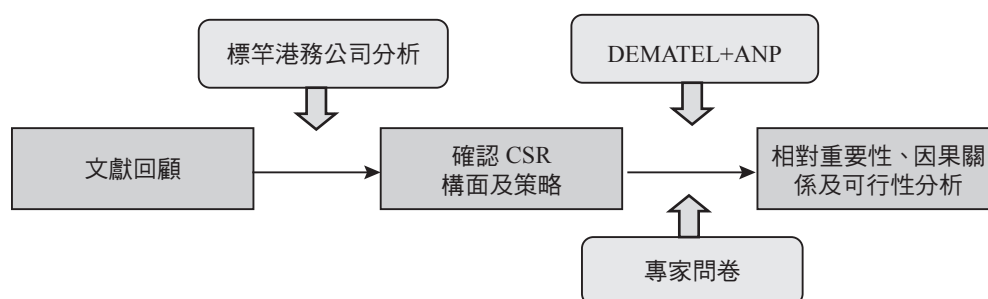 標竿港務公司分析
DEMATEL+ANP
文獻回顧
確認 CSR
構面及策略
相對重要性、因果關
係及可行性分析
專家問卷